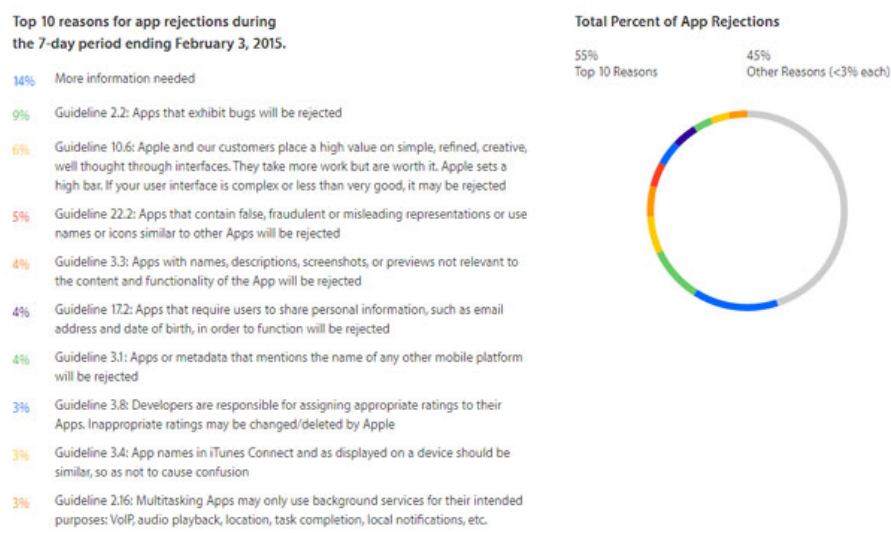 Top 10 reasons for app rejections during
the 7-day period ending February 3, 2015.
14% More information needed
9% Guideline 2.2: Apps that exhibit bugs will be rejected
6% Guideline 10.6: Apple and our customers place a high value on simple, refined, creative,
well thought through interfaces. They take more work but are worth it. Apple sets a
high bar. If your user interface is complex or less than very good, it may be rejected
5% Guideline 22.2: Apps that contain false, fraudulent or misleading representations or use
names or icons similar to other Apps will be rejected
4% Guideline 3.3: Apps with names, descriptions, screenshots, or previews not relevant to
the content and functionality of the App will be rejected
4% Guideline 17.2: Apps that require users to share personal information, such as email
address and date of birth, in order to function will be rejected
4% Guideline 3.1: Apps or metadata that mentions the name of any other mobile platform
will be rejected
3% Guideline 3.8: Developers are responsible for assigning appropriate ratings to their
Apps. Inappropriate ratings may be changed/deleted by Apple
3% Guideline 3.4: App names in iTunes Connect and as displayed on a device should be
similar, so as not to cause confusion
3% Guideline 2.16: Multitasking Apps may only use background services for their intended
purposes: VoIP, audio playback, location, task completion, local notifications, etc.
Total Percent of App Rejections
55%
Top 10 Reasons
45%
Other Reasons (<3% each)